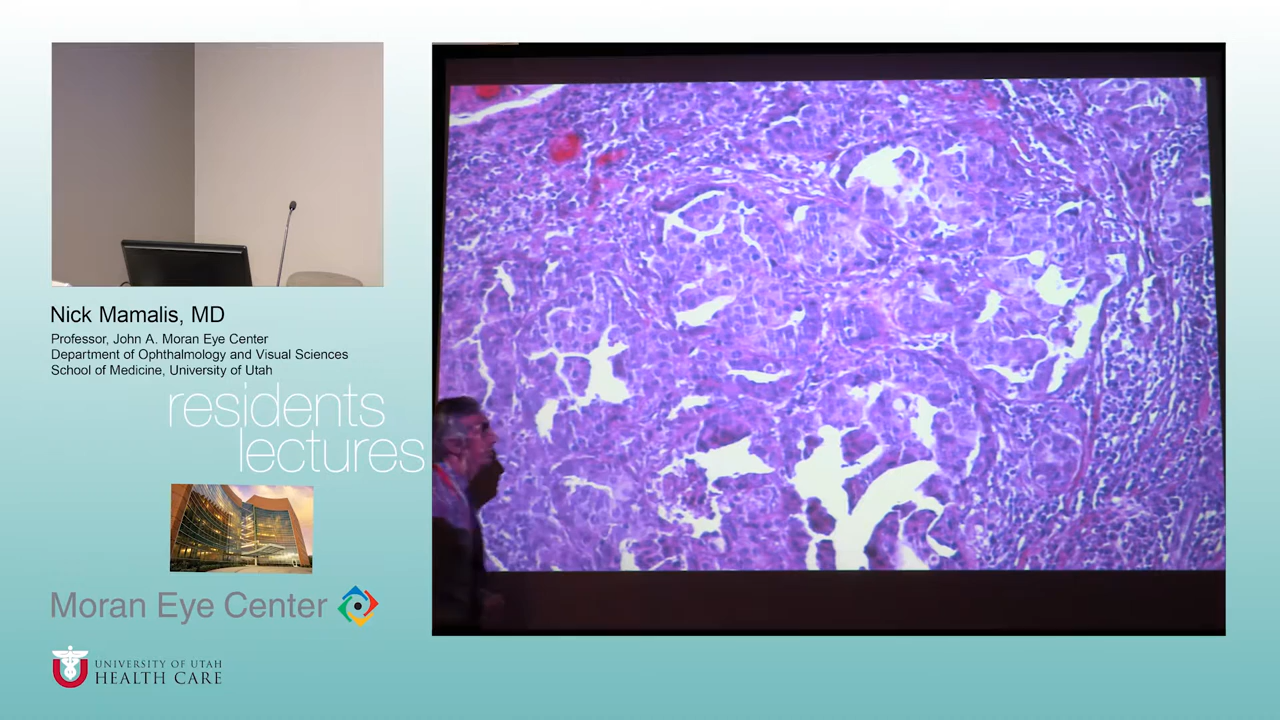 Nick Mamalis, MD
Professor, John A. Moran Eye Center
Department of Ophthalmology and Visual Sciences
School of Medicine, University of Utah
residents
lectures
Moran Eye Center
UNIVERSITY OF UTAH
HEALTH CARE